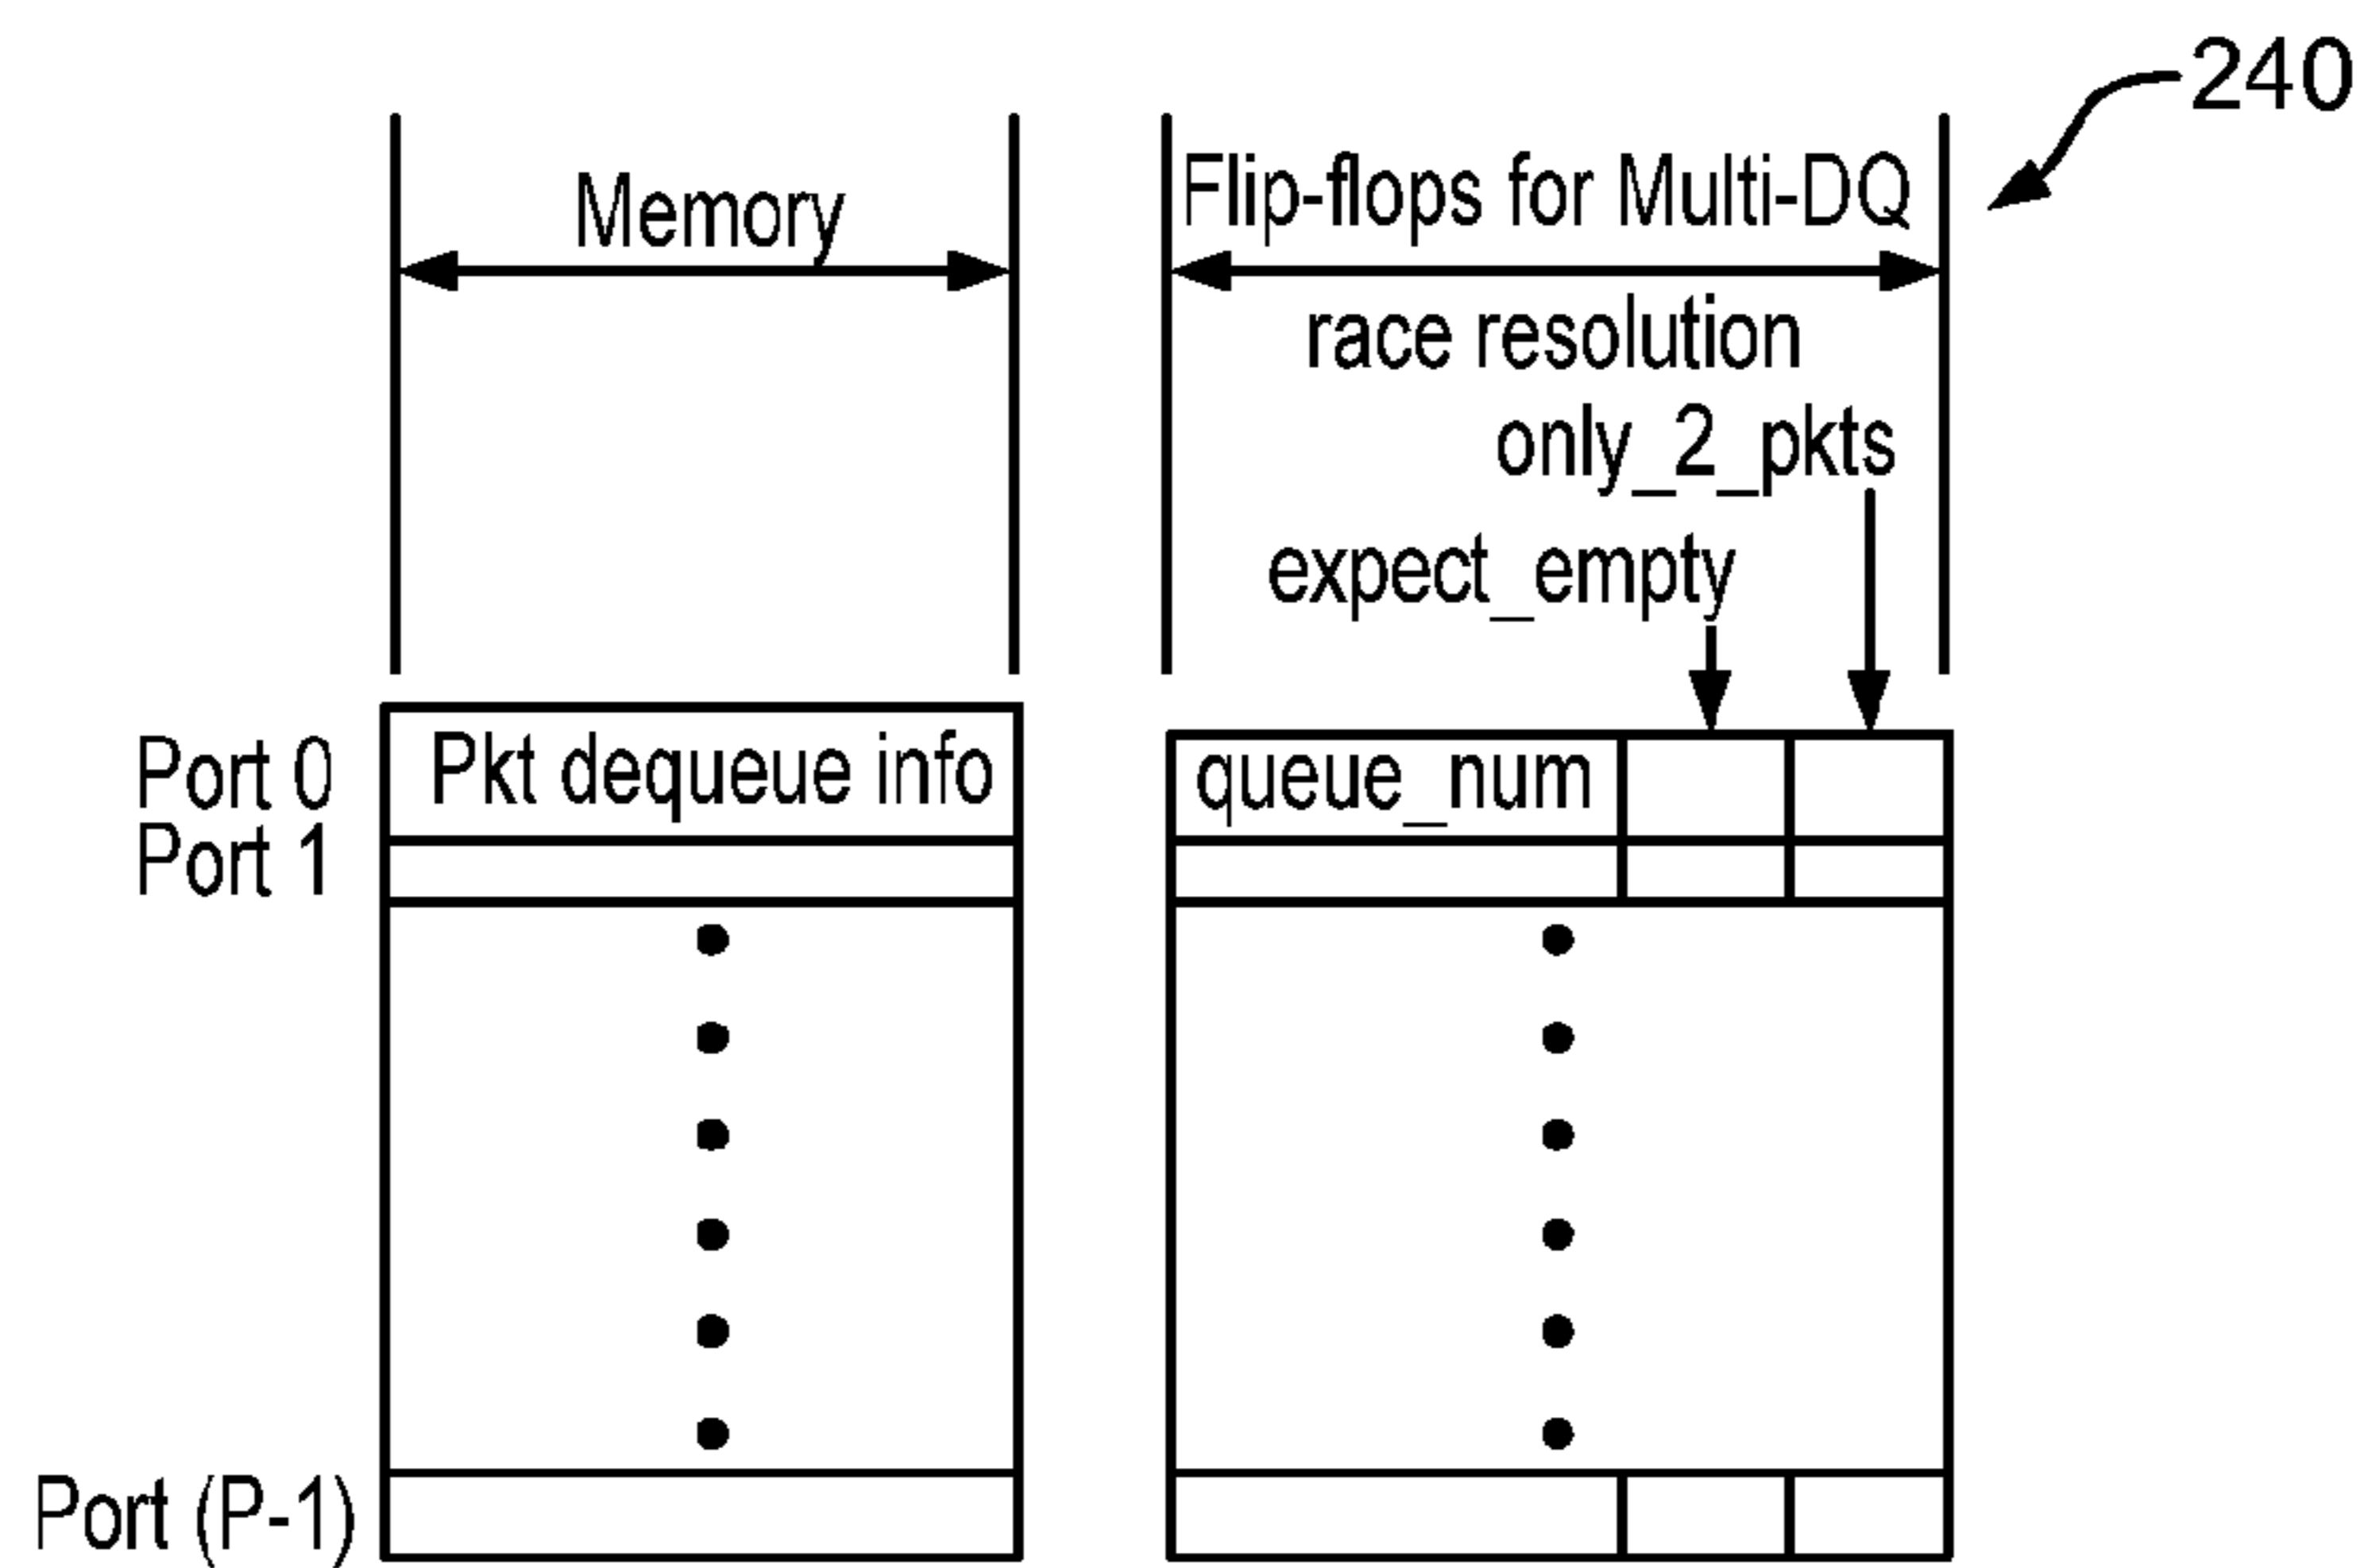 240
Memory
Flip-flops for Multi-DQ
race resolution
only_2_pkts
expect_empty
Port 0
Pkt dequeue info
queue_num
Port 1
Port (P-1)